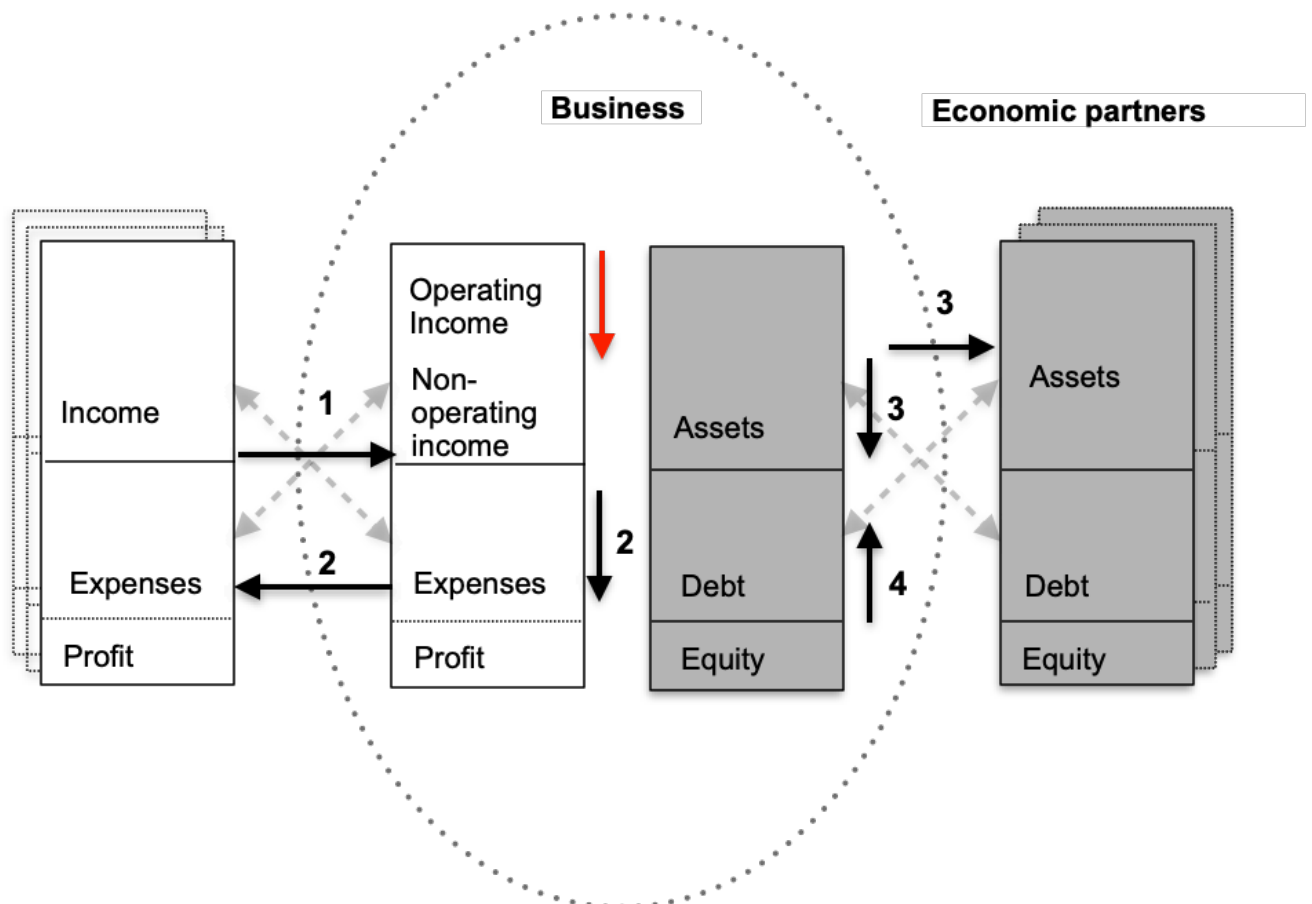 Business
Economic partners
Income
Expenses
Profit
1
2
Operating
Income
Non-
operating
income
Expenses
Profit
2
Assets
Debt
Equity
3
3
4
Assets
Debt
Equity